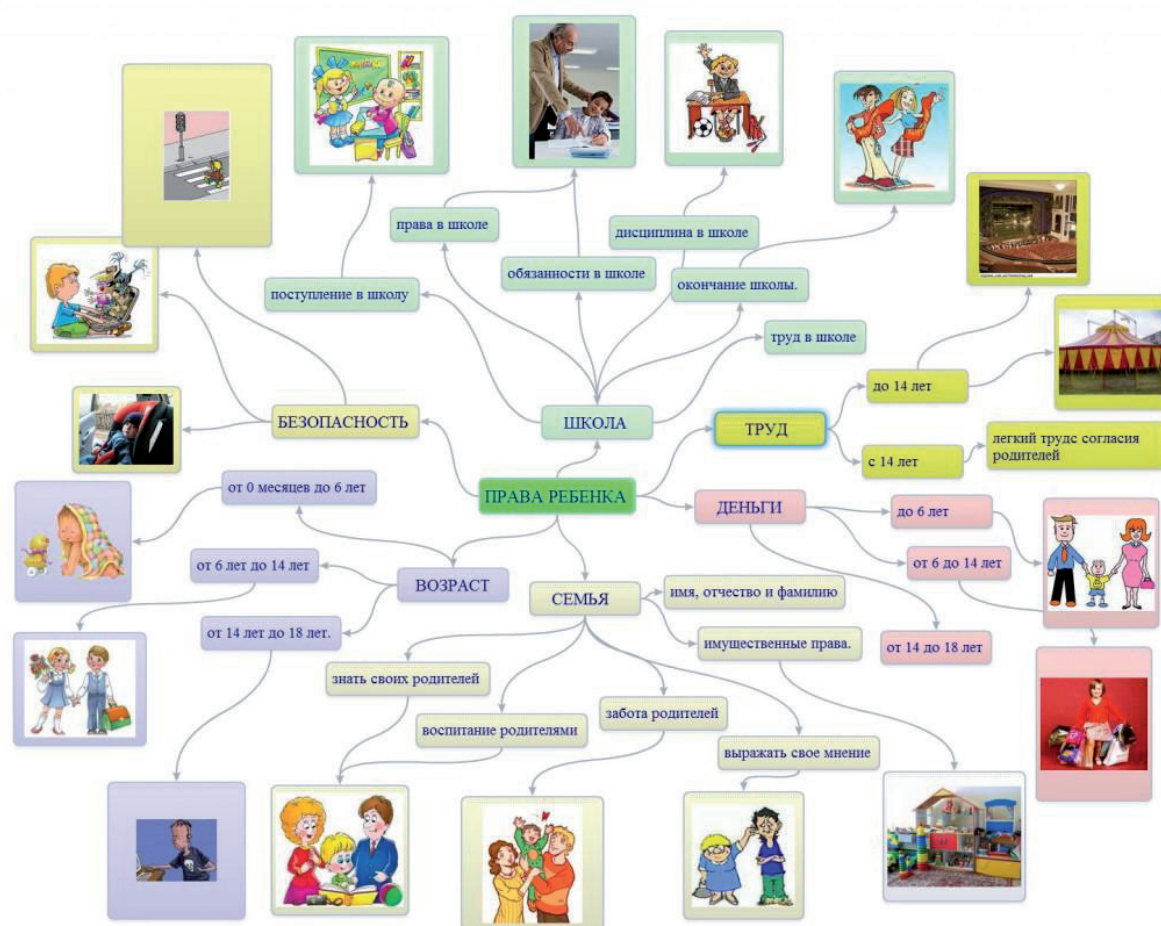 права в школе
дисциплина в школе
обязанности в школе
окончание школы.
поступление в школу
труд в школе
до 14 лет
БЕЗОПАСНОСТЬ
ШКОЛА
ТРУД
с 14 лет
легкий трудс согласия
родителей
от 0 месяцев до 6 лет
ПРАВА РЕБЕНКА
ДЕНЬГИ
до 6 лет
от 6 лет до 14 лет
ВОЗРАСТ
СЕМЬЯ
имя, отчество и фамилию
от 6 до 14 лет
от 14 лет до 18 лет.
имущественные права.
от 14 до 18 лет
знать своих родителей
воспитание родителями
забота родителей
выражать свое мнение